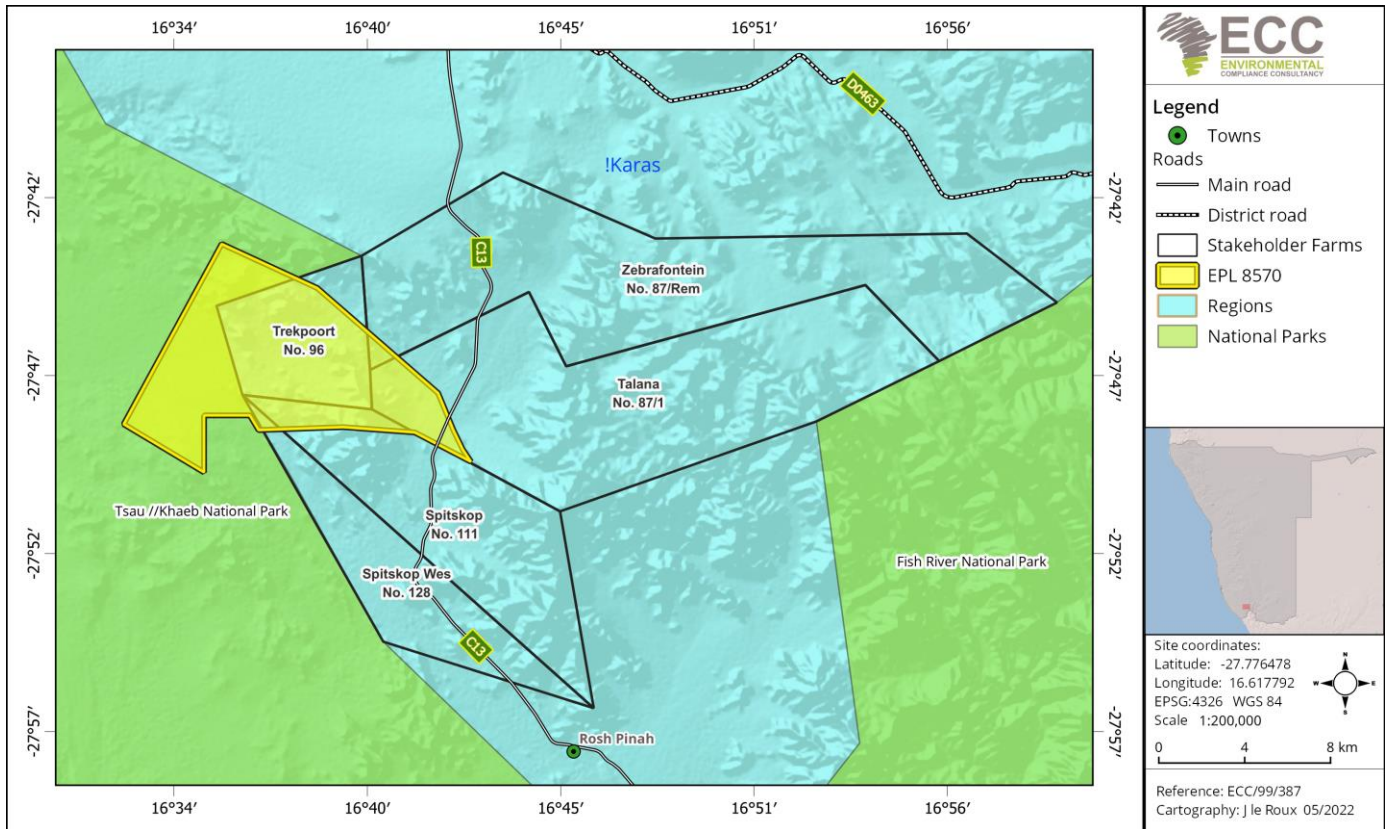 16°34′ 16°40′ 16°45′ 16°51′ 16°56′
D0463
!Karas
-27°42′ -27°42′
C13
Zebrafontein
No. 87/Rem
Trekpoort
No. 96
-27°47′ -27°47′
Talana
No. 87/1
Tsau //Khaeb National Park
Spitskop
No. 111
-27°52′ -27°52′
Fish River National Park
Spitskop Wes
No. 128
C13
-27°57′ -27°57′
Rosh Pinah
16°34′ 16°40′ 16°45′ 16°51′ 16°56′
ECC
ENVIRONMENTAL
COMPLIANCE CONSULTANCY
Legend
Towns
Roads
Main road
District road
Stakeholder Farms
EPL 8570
Regions
National Parks
Site coordinates:
Latitude: -27.776478
Longitude: 16.617792
EPSG:4326 WGS 84
Scale 1:200,000
N
W E
S
0 4 8 km
Reference: ECC/99/387
Cartography: J le Roux 05/2022